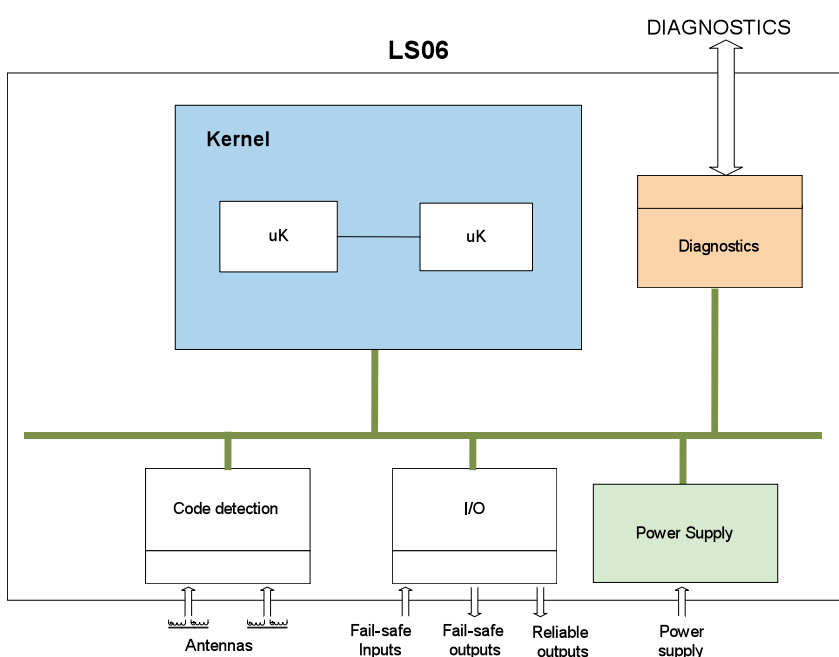 DIAGNOSTICS
LS06
Kernel
uK
uK
Diagnostics
Code detection
I/O
Power Supply
Antennas
Fail-safe
Inputs
Fail-safe
outputs
Reliable
outputs
Power
supply